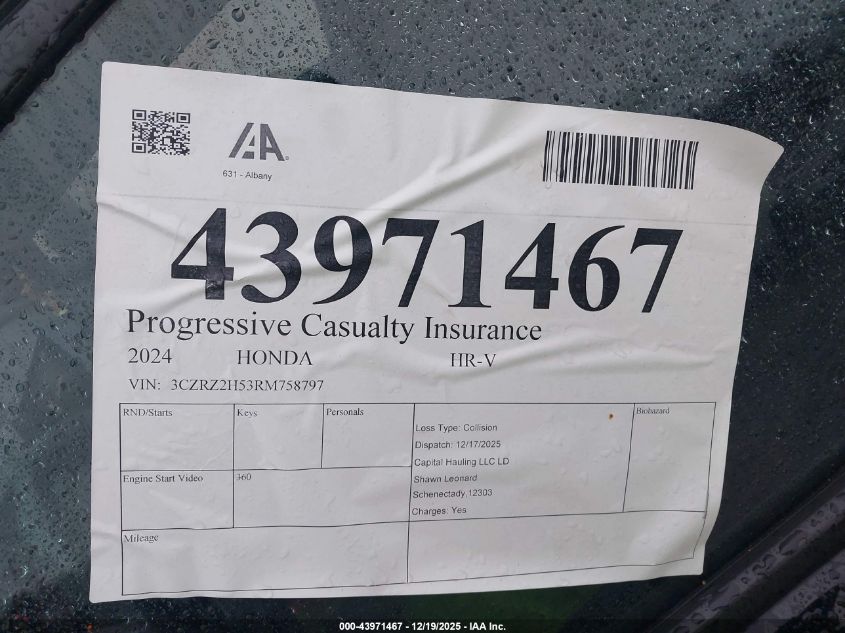 IAA
631 - Albany
43971467
Progressive Casualty Insurance
2024 HONDA HR-V
VIN: 3CZRZ2H53RM758797
RND/Starts Keys Personals Biohazard
Loss Type: Collision
Dispatch: 12/17/2025
Capital Hauling LLC LD
Engine Start Video 360
Shawn Leonard
Schenectady,12303
Charges: Yes
Mileage
000-43971467 - 12/19/2025 - IAA Inc.